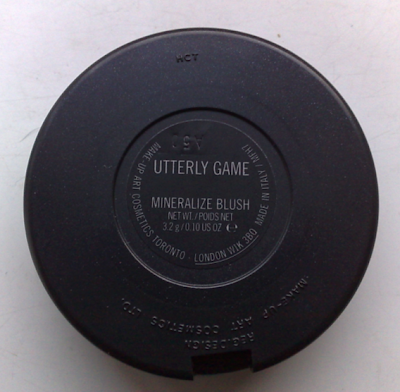 UTTERLY GAME
MINERALIZE BLUSH
NET WT. / POIDS NET
3.2 g / 0.10 US OZ ℮
MAKE-UP ART COSMETICS TORONTO - LONDON W1K 3BQ MADE IN ITALY / MIN7
MAKE-UP
ART COSMETICS LTD.
REG. DESIGN